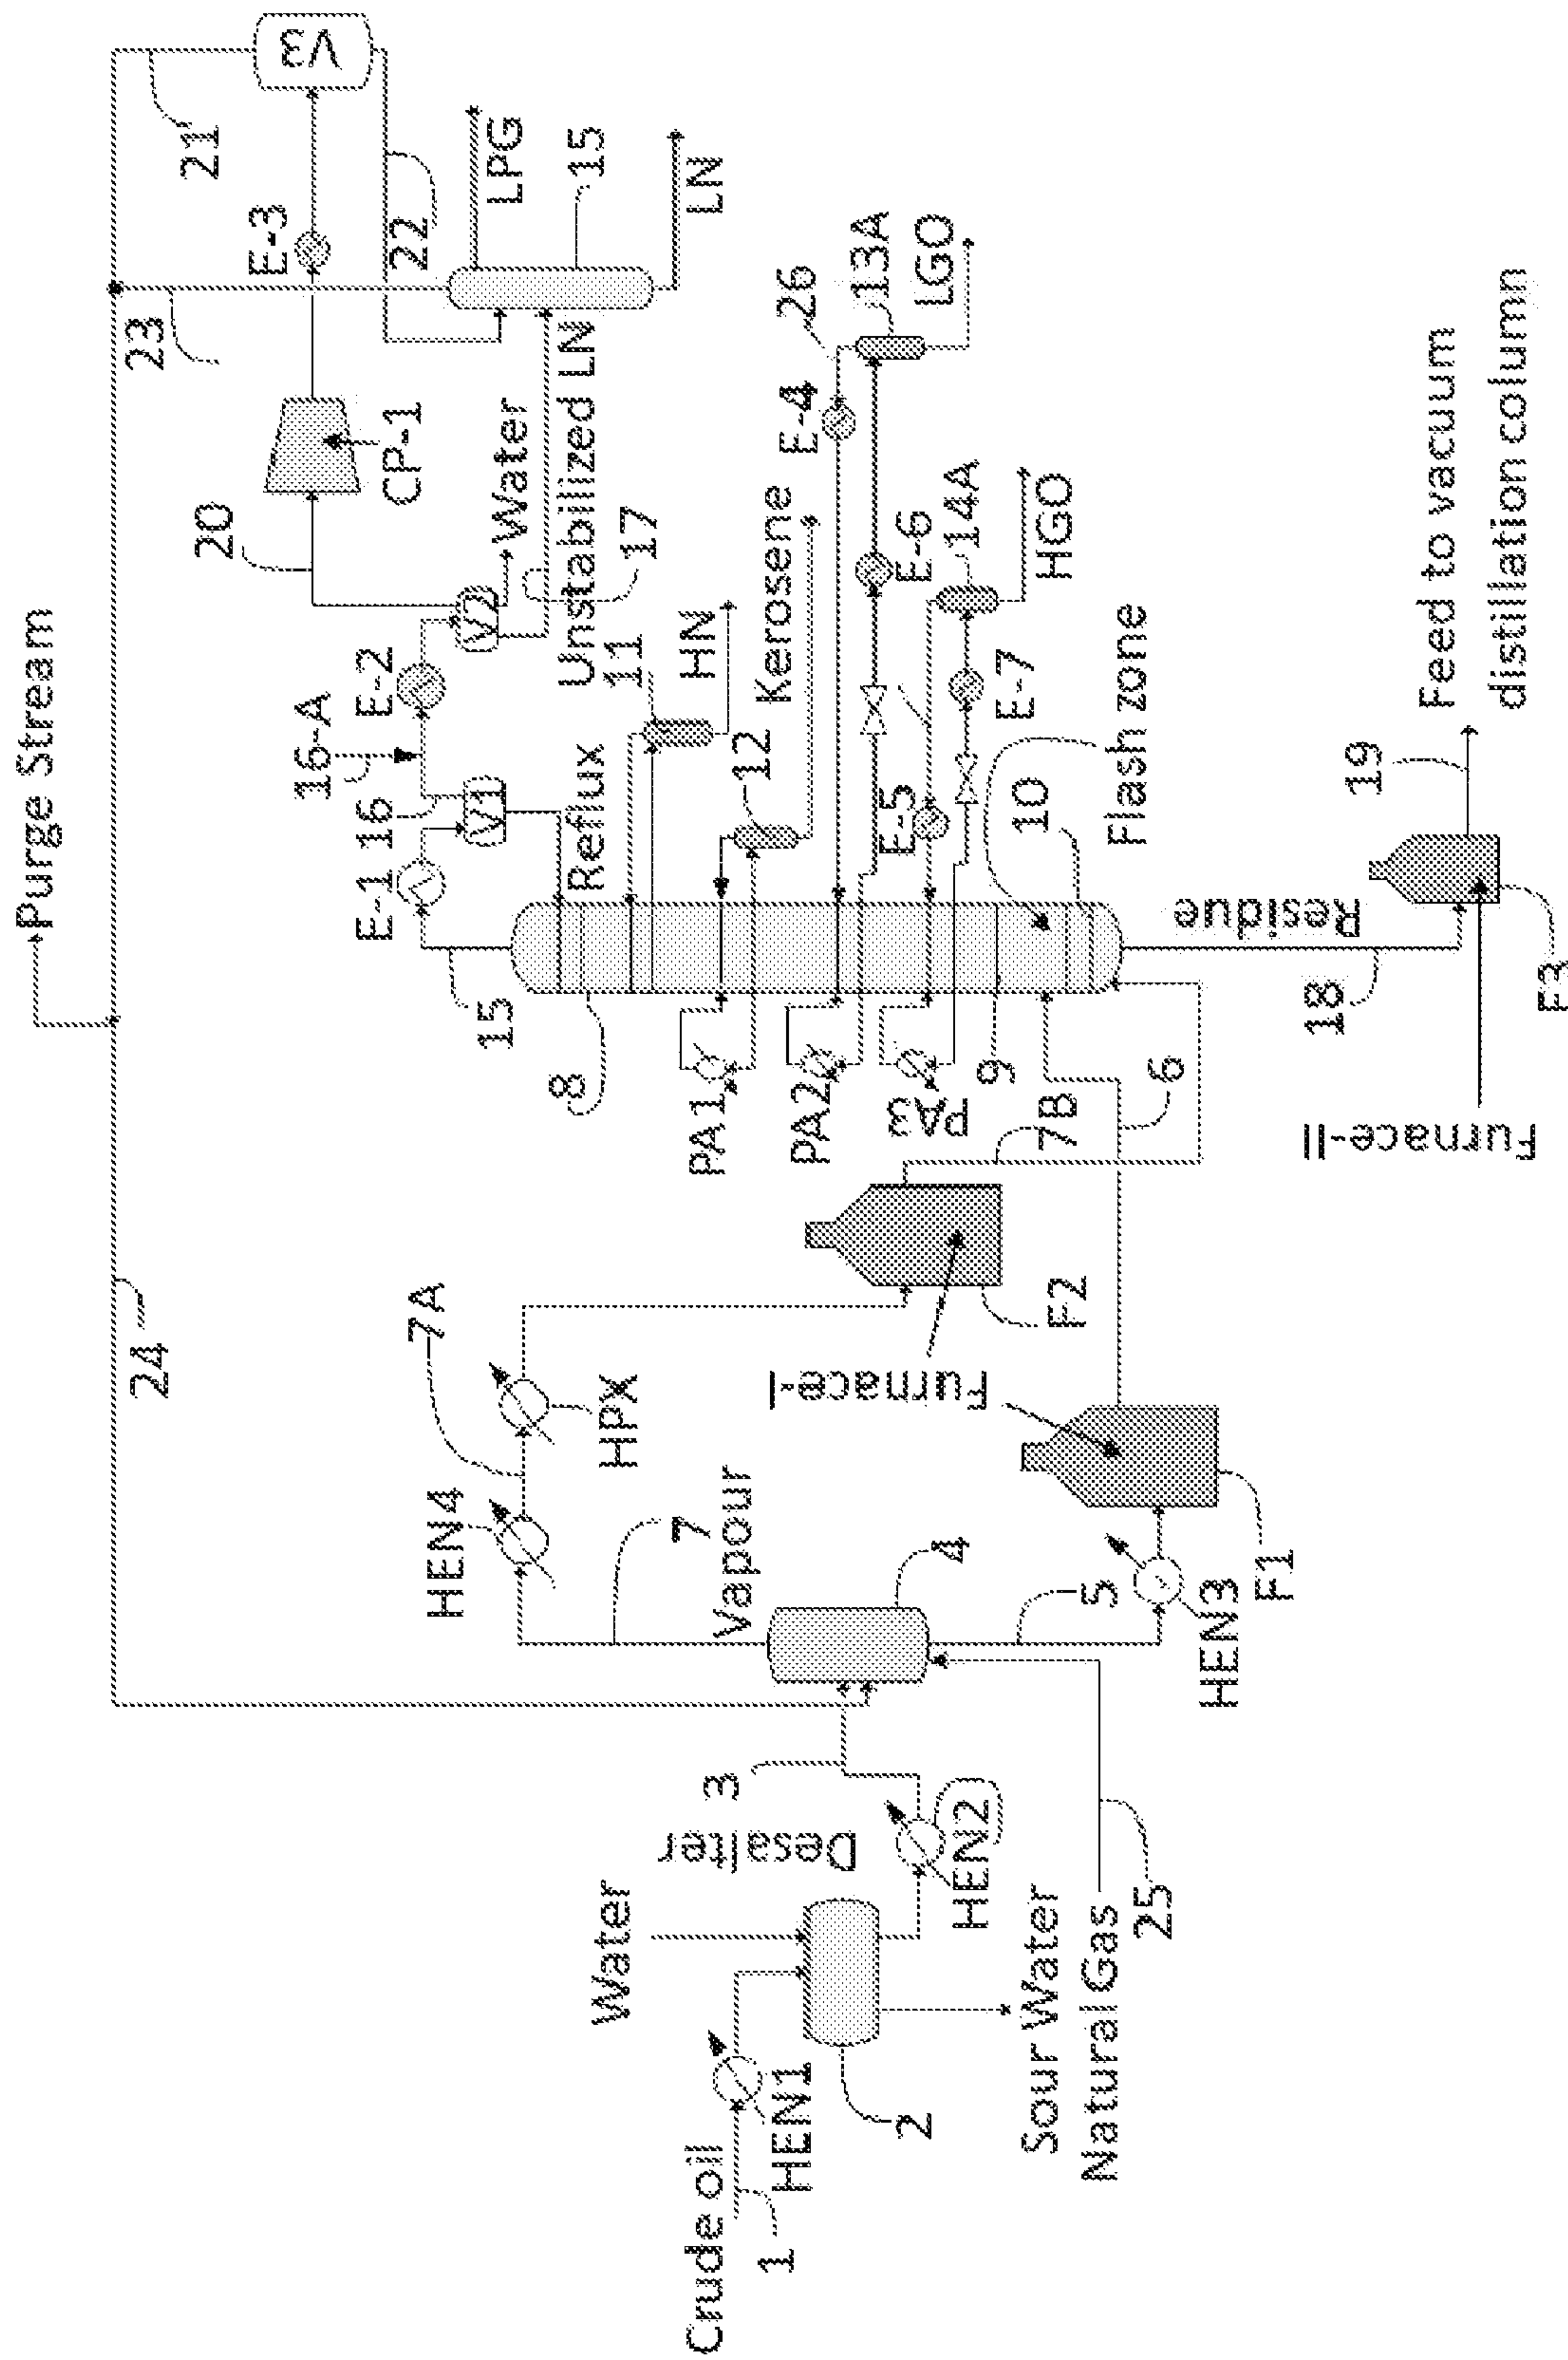 Purge Stream
21
V3
23
E-3
22
LPG
15
LN
20
CP-1
16-A
E-2
V2
Water
Unstabilized LN
17
E-1
16
V1
Reflux
11
HN
12
Kerosene
E-4
26
13A
LGO
E-6
14A
HGO
E-5
E-7
10
Flash zone
15
8
PA1
PA2
PA3
9
7B
6
Residue
18
19
Feed to vacuum
distillation column
F3
Furnace-II
24
7A
HEN4
HPX
7
Vapour
4
5
Furnace-I
F2
F1
HEN3
3
Desalter
HEN2
Water
Crude oil
1
HEN1
2
Sour Water
Natural Gas
25